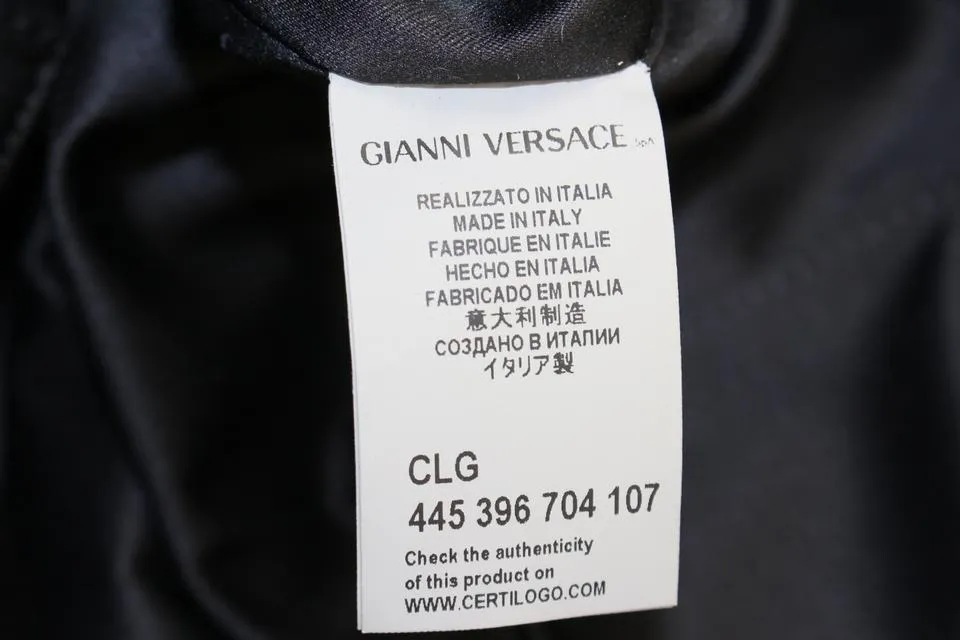 GIANNI VERSACE SpA
REALIZZATO IN ITALIA
MADE IN ITALY
FABRIQUE EN ITALIE
HECHO EN ITALIA
FABRICADO EM ITALIA
意大利制造
СОЗДАНО В ИТАЛИИ
イタリア製
CLG
445 396 704 107
Check the authenticity
of this product on
WWW.CERTILOGO.COM